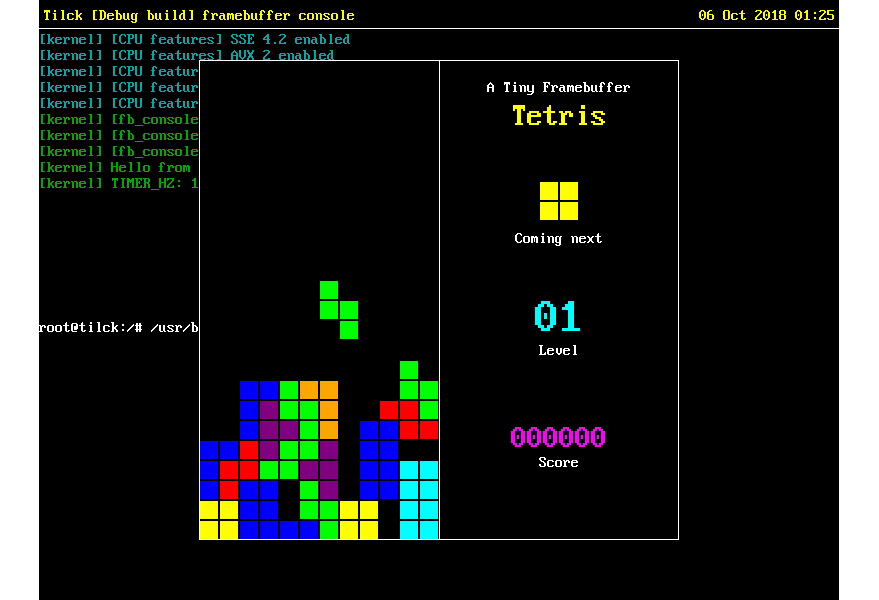 Tilck [Debug build] framebuffer console 06 Oct 2018 01:25
[kernel] [CPU features] SSE 4.2 enabled
[kernel] [CPU features] AVX 2 enabled
[kernel] [CPU featur
[kernel] [CPU featur
[kernel] [CPU featur
[kernel] [fb_console
[kernel] [fb_console
[kernel] [fb_console
[kernel] Hello from
[kernel] TIMER_HZ: 1
root@tilck:/# /usr/b
A Tiny Framebuffer
Tetris
Coming next
01
Level
000000
Score